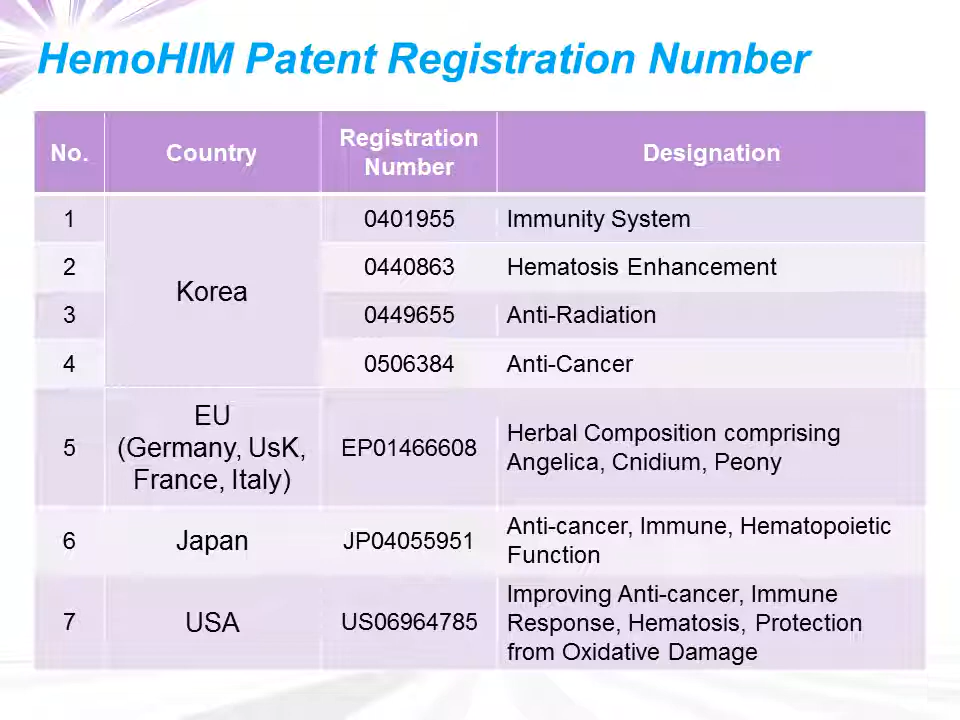 HemoHIM Patent Registration Number
No.
Country
Registration
Number
Designation
1
Korea
0401955
Immunity System
2
0440863
Hematosis Enhancement
3
0449655
Anti-Radiation
4
0506384
Anti-Cancer
5
EU
(Germany, UsK,
France, Italy)
EP01466608
Herbal Composition comprising
Angelica, Cnidium, Peony
6
Japan
JP04055951
Anti-cancer, Immune, Hematopoietic
Function
7
USA
US06964785
Improving Anti-cancer, Immune
Response, Hematosis, Protection
from Oxidative Damage